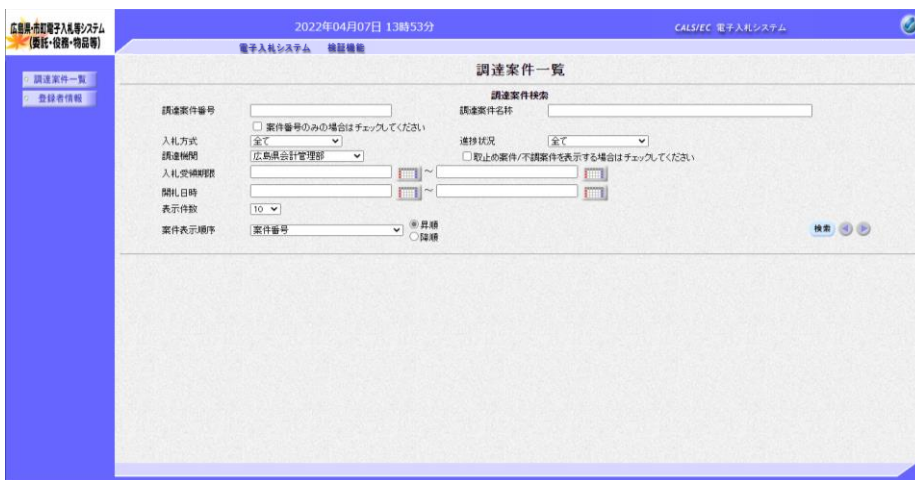 広島県・市町電子入札等システム
(委託・役務・物品等)
2022年04月07日 13時53分
CALS/EC 電子入札システム
電子入札システム 検証機能
調達案件一覧
登録者情報
調達案件一覧
調達案件検索
調達案件番号
調達案件名称
案件番号のみの場合はチェックしてください
入札方式 全て
進捗状況 全て
調達機関 広島県会計管理部
取止め案件/不調案件を表示する場合はチェックしてください
入札受領期限 ~
開札日時 ~
表示件数 10
案件表示順序 案件番号
昇順
降順
検索